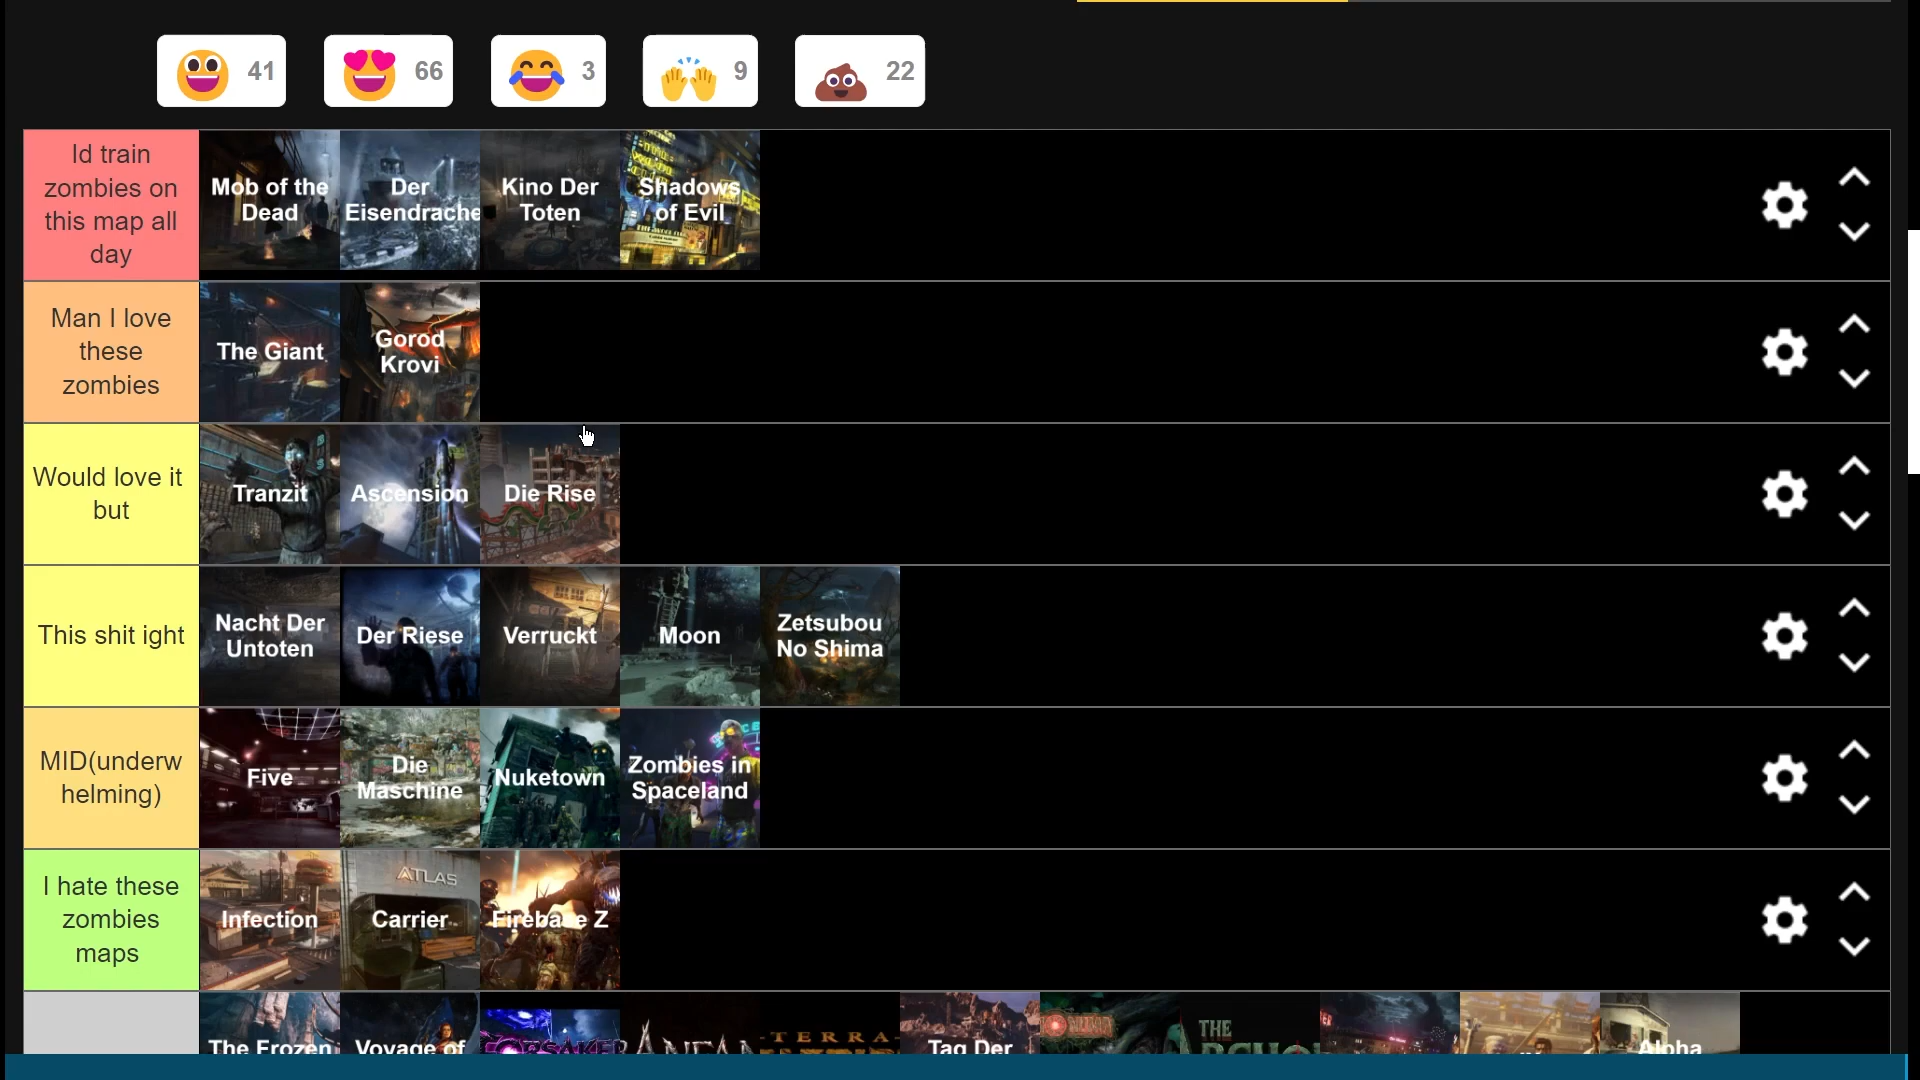 41
66
3
9
22
Id train
zombies on
this map all
day
Mob of the
Dead
Der
Eisendrache
Kino Der
Toten
Shadows
of Evil
Man I love
these
zombies
The Giant
Gorod
Krovi
Would love it
but
Tranzit
Ascension
Die Rise
This shit ight
Nacht Der
Untoten
Der Riese
Verruckt
Moon
Zetsubou
No Shima
MID(underw
helming)
Five
Die
Maschine
Nuketown
Zombies in
Spaceland
I hate these
zombies
maps
Infection
ATLAS
Carrier
Firebase Z
The Frozen
Voyage of
TERRA
Tag Der
THE
Alpha